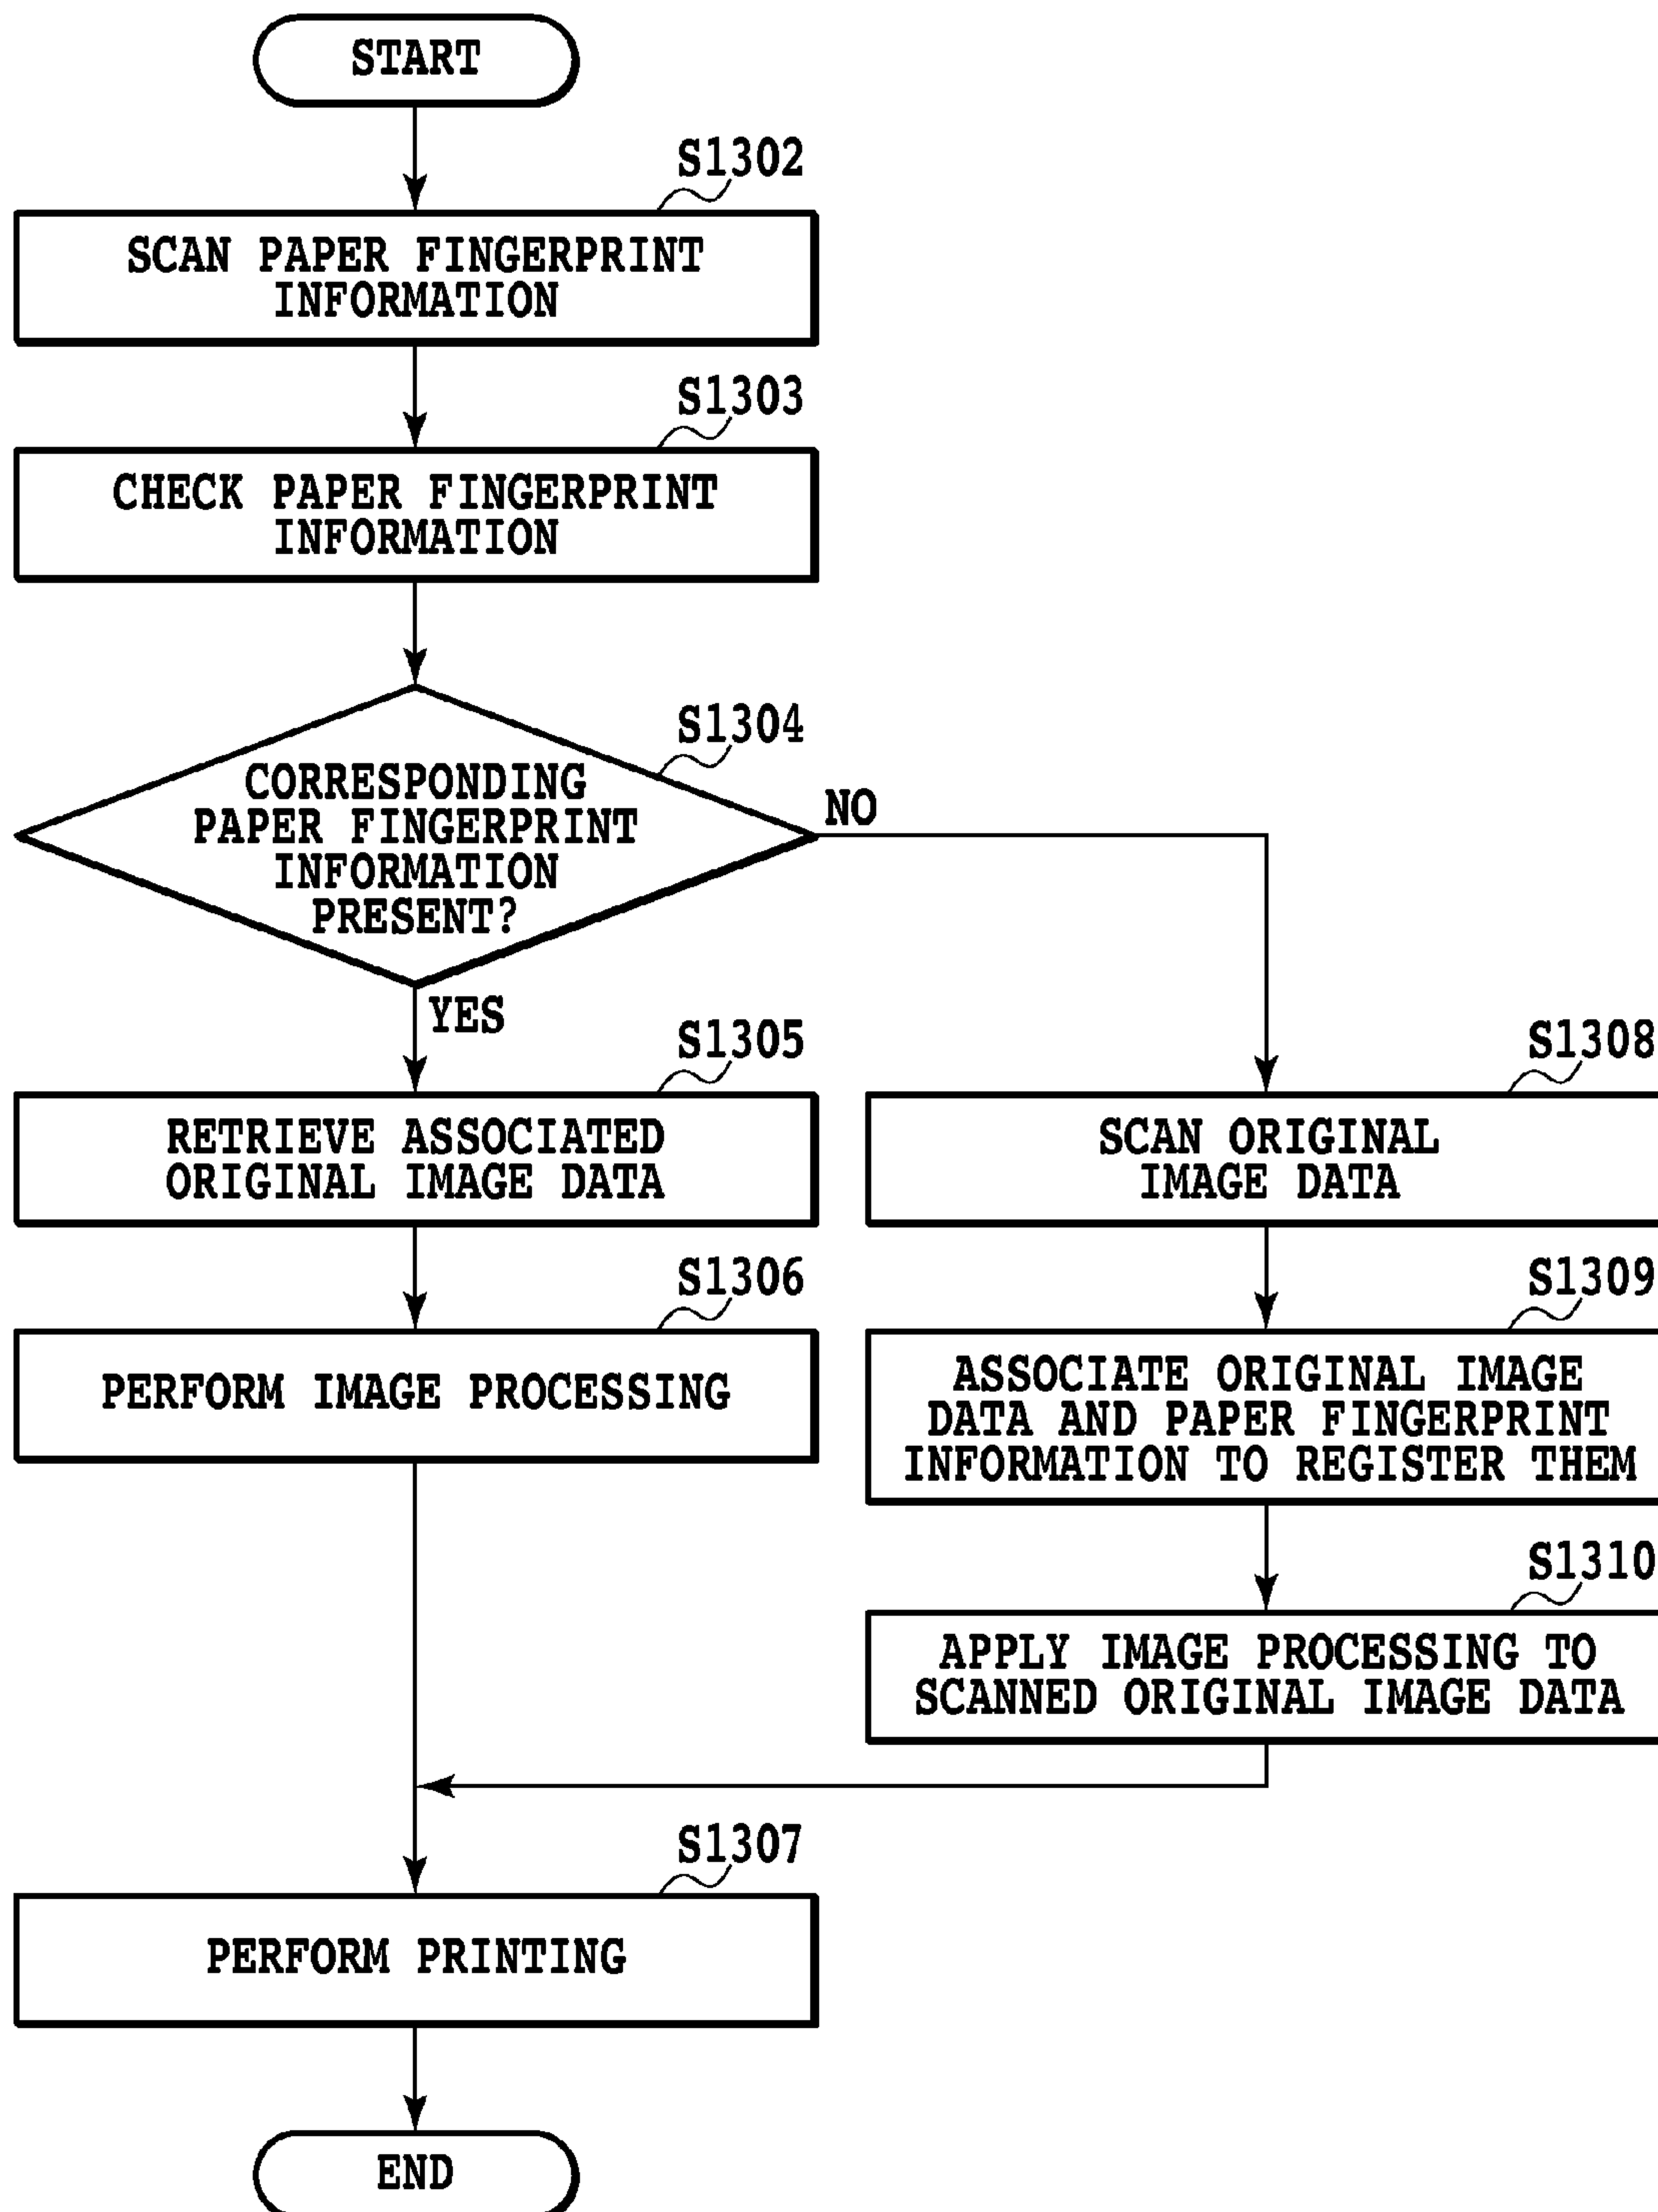 START
S1302
SCAN PAPER FINGERPRINT
INFORMATION
S1303
CHECK PAPER FINGERPRINT
INFORMATION
S1304
CORRESPONDING
PAPER FINGERPRINT
INFORMATION
PRESENT?
NO
YES
S1305
RETRIEVE ASSOCIATED
ORIGINAL IMAGE DATA
S1306
PERFORM IMAGE PROCESSING
S1308
SCAN ORIGINAL
IMAGE DATA
S1309
ASSOCIATE ORIGINAL IMAGE
DATA AND PAPER FINGERPRINT
INFORMATION TO REGISTER THEM
S1310
APPLY IMAGE PROCESSING TO
SCANNED ORIGINAL IMAGE DATA
S1307
PERFORM PRINTING
END